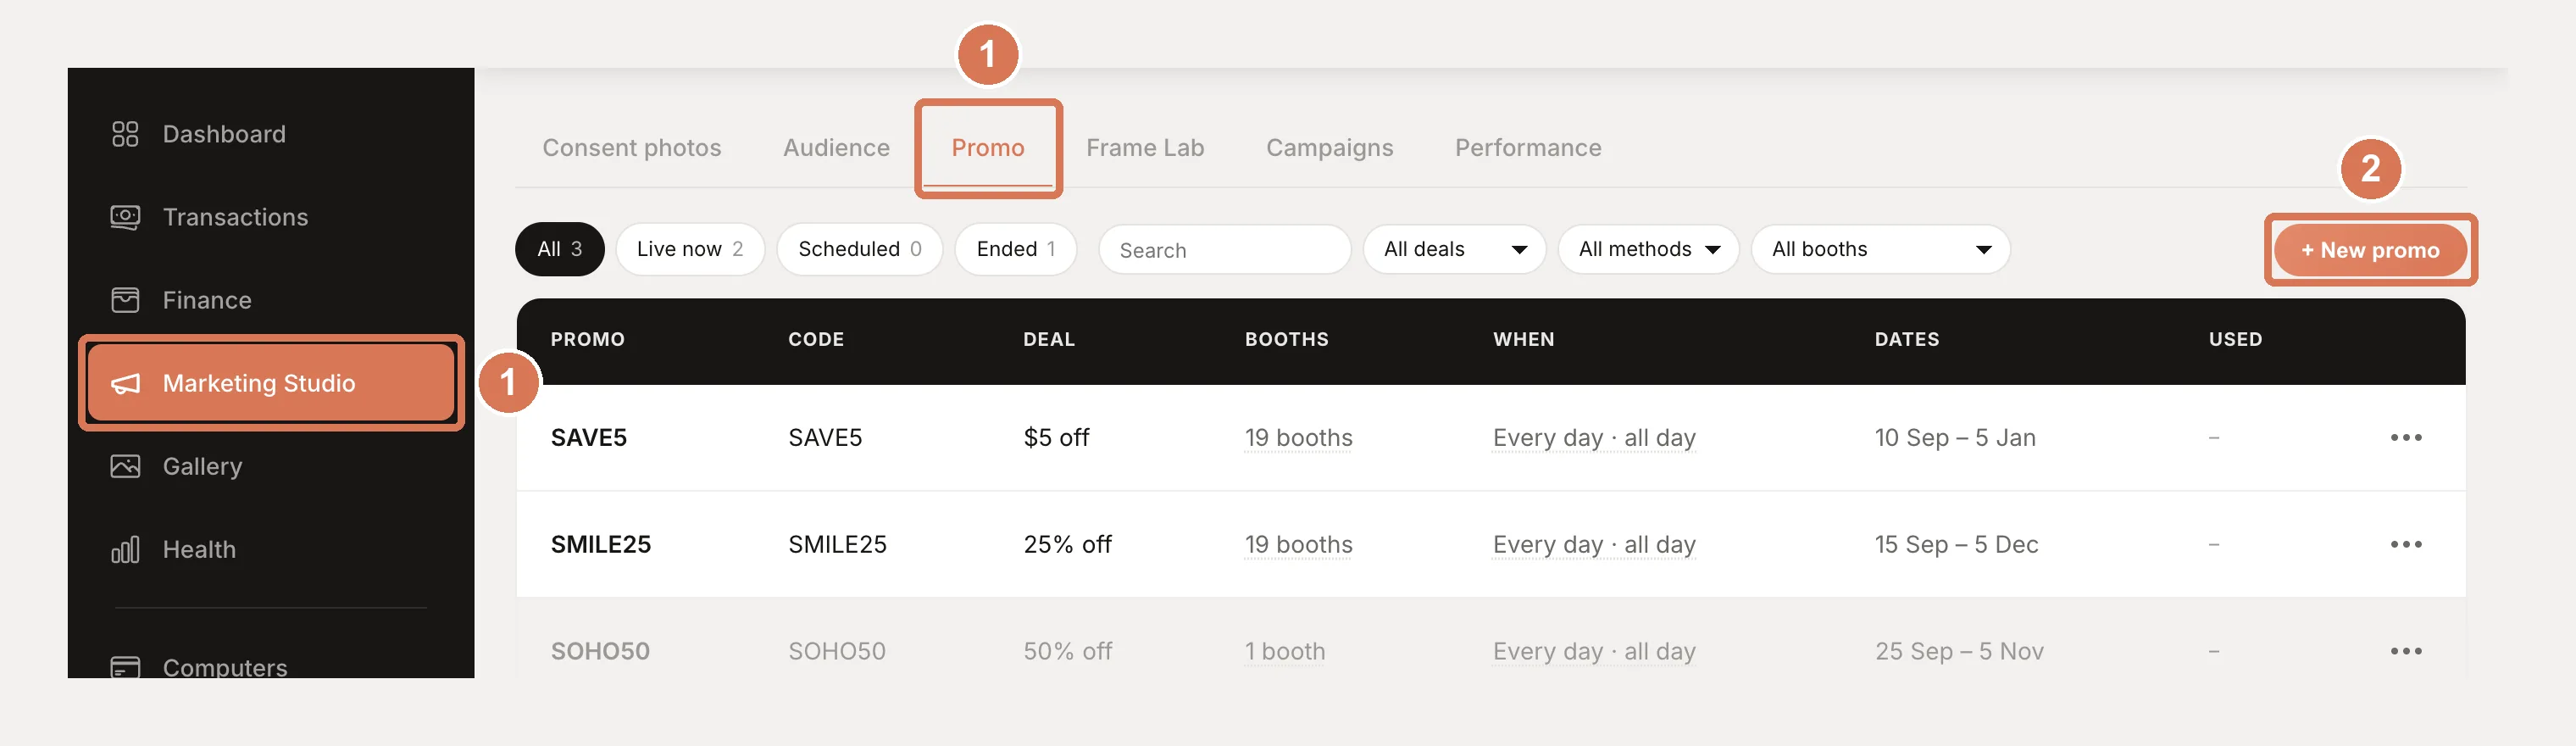 1
Dashboard
Transactions
Finance
Marketing Studio
1
Gallery
Health
Computers
Consent photos Audience Promo Frame Lab Campaigns Performance
2
All 3 Live now 2 Scheduled 0 Ended 1 Search All deals All methods All booths + New promo
PROMO CODE DEAL BOOTHS WHEN DATES USED
SAVE5 SAVE5 $5 off 19 booths Every day · all day 10 Sep – 5 Jan –
SMILE25 SMILE25 25% off 19 booths Every day · all day 15 Sep – 5 Dec –
SOHO50 SOHO50 50% off 1 booth Every day · all day 25 Sep – 5 Nov –